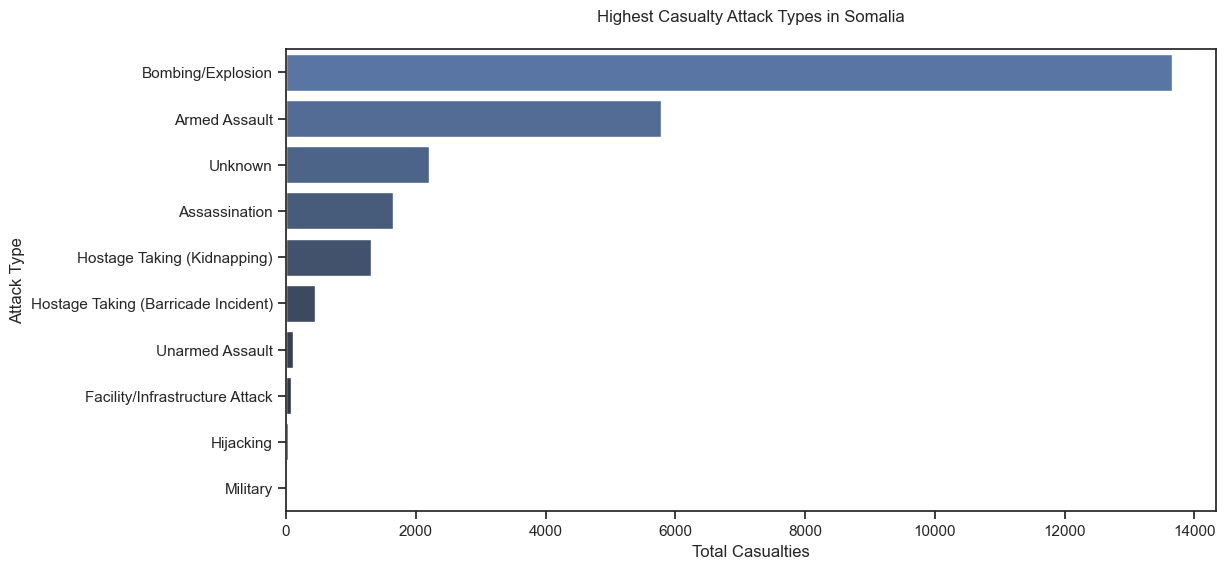 Highest Casualty Attack Types in Somalia
Attack Type
Bombing/Explosion
Armed Assault
Unknown
Assassination
Hostage Taking (Kidnapping)
Hostage Taking (Barricade Incident)
Unarmed Assault
Facility/Infrastructure Attack
Hijacking
Military
0 2000 4000 6000 8000 10000 12000 14000
Total Casualties